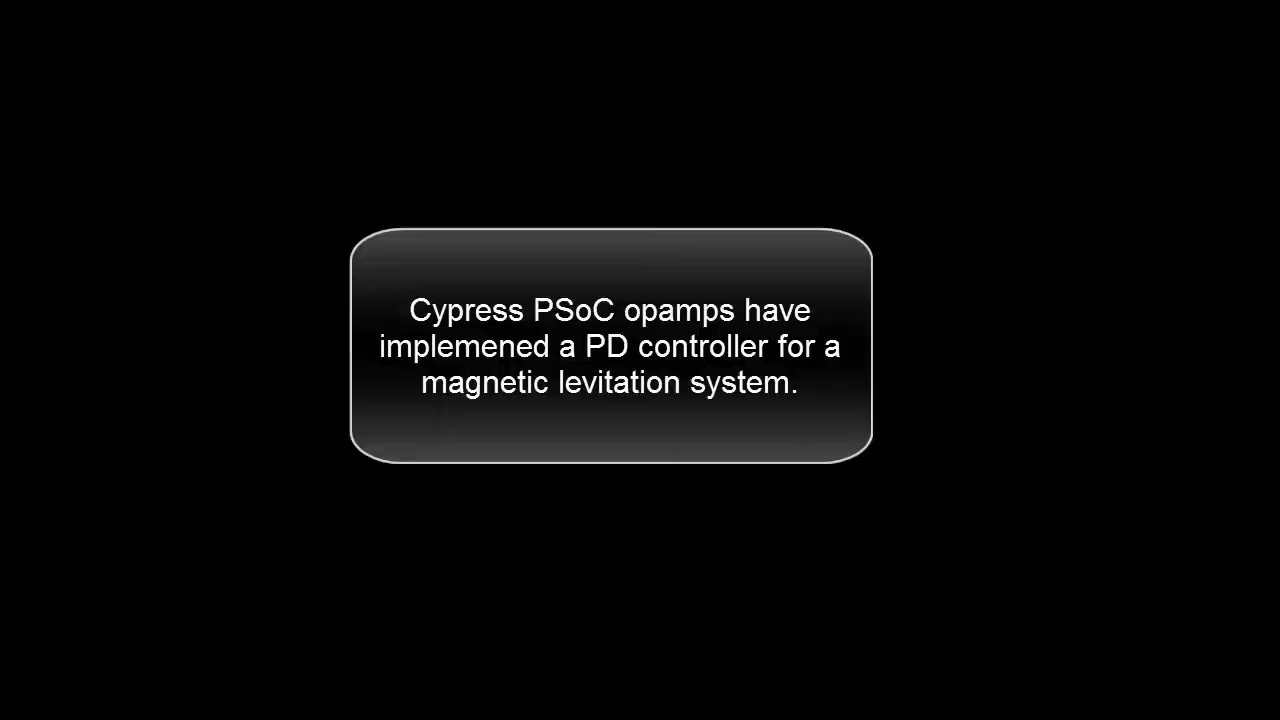 Cypress PSoC opamps have
implemened a PD controller for a
magnetic levitation system.